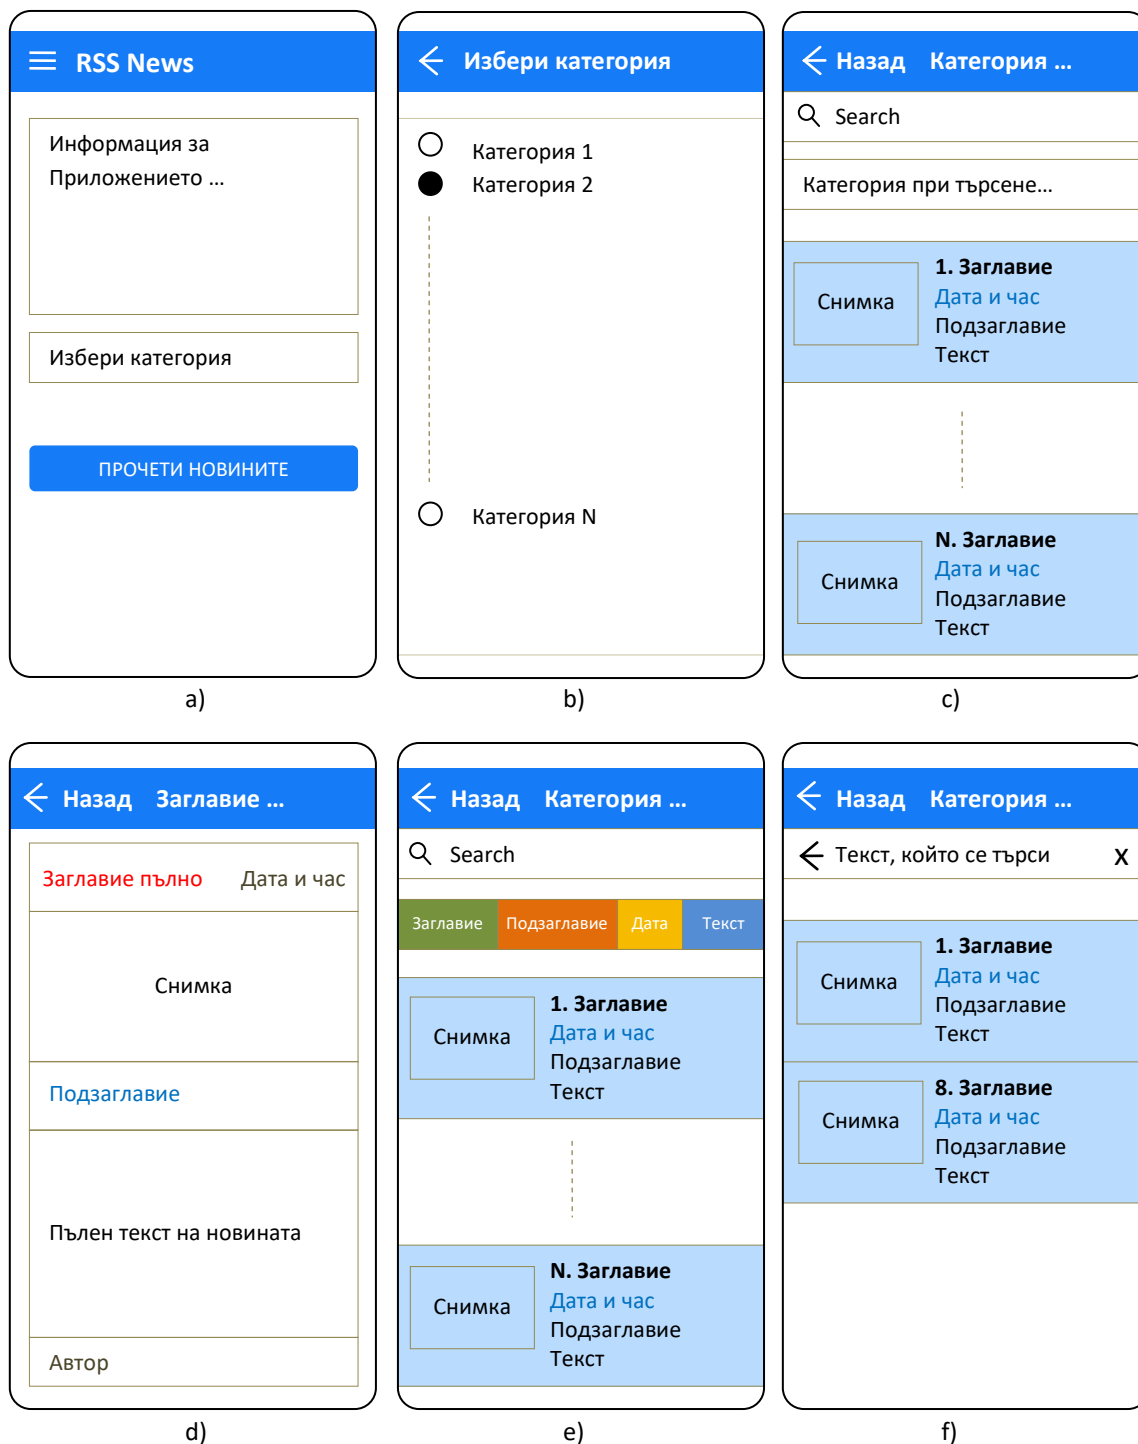 RSS News
Информация за
Приложението ...
Избери категория
ПРОЧЕТИ НОВИНИТЕ
a)
Избери категория
Категория 1
Категория 2
Категория N
b)
Назад Категория ...
Search
Категория при търсене...
Снимка
1. Заглавие
Дата и час
Подзаглавие
Текст
Снимка
N. Заглавие
Дата и час
Подзаглавие
Текст
c)
Назад Заглавие ...
Заглавие пълно Дата и час
Снимка
Подзаглавие
Пълен текст на новината
Автор
d)
Назад Категория ...
Search
Заглавие Подзаглавие Дата Текст
Снимка
1. Заглавие
Дата и час
Подзаглавие
Текст
Снимка
N. Заглавие
Дата и час
Подзаглавие
Текст
e)
Назад Категория ...
Текст, който се търси X
Снимка
1. Заглавие
Дата и час
Подзаглавие
Текст
Снимка
8. Заглавие
Дата и час
Подзаглавие
Текст
f)